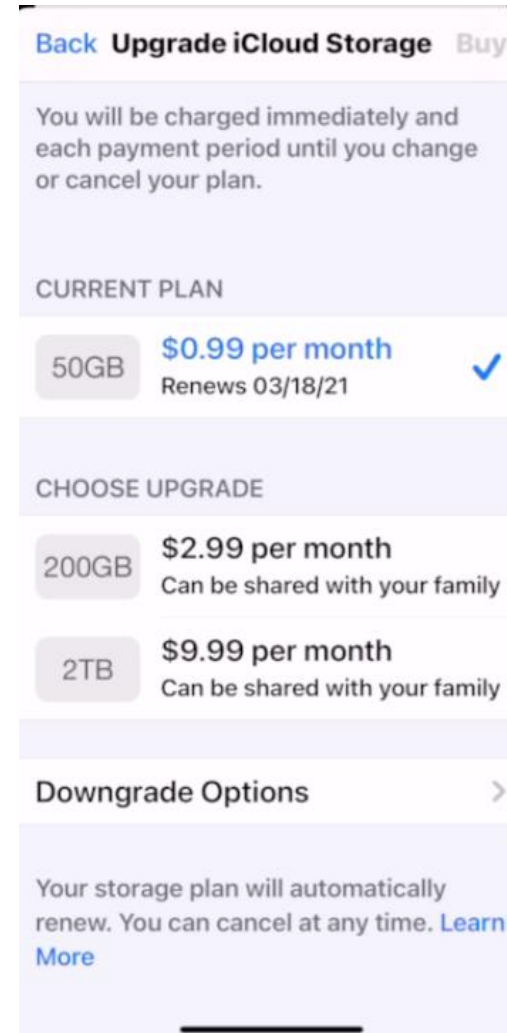 Back Upgrade iCloud Storage Buy
You will be charged immediately and
each payment period until you change
or cancel your plan.
CURRENT PLAN
50GB
$0.99 per month
Renews 03/18/21
CHOOSE UPGRADE
200GB
$2.99 per month
Can be shared with your family
2TB
$9.99 per month
Can be shared with your family
Downgrade Options
Your storage plan will automatically
renew. You can cancel at any time. Learn
More